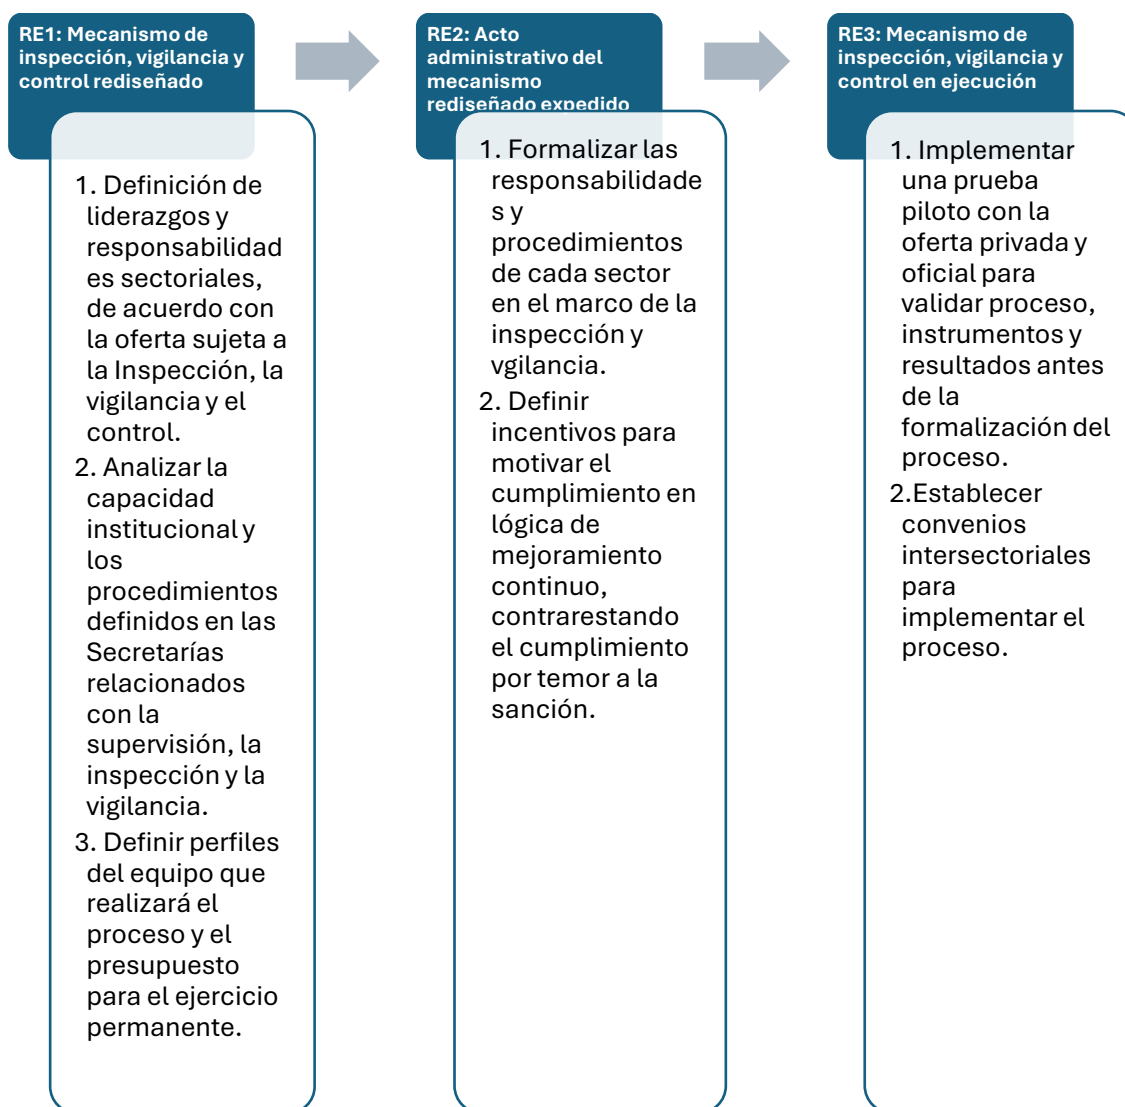 RE1: Mecanismo de
inspección, vigilancia y
control rediseñado
1. Definición de
liderazgos y
responsabilidad
es sectoriales,
de acuerdo con
la oferta sujeta a
la Inspección, la
vigilancia y el
control.
2. Analizar la
capacidad
institucional y
los
procedimientos
definidos en las
Secretarías
relacionados
con la
supervisión, la
inspección y la
vigilancia.
3. Definir perfiles
del equipo que
realizará el
proceso y el
presupuesto
para el ejercicio
permanente.
RE2: Acto
administrativo del
mecanismo
rediseñado expedido
1. Formalizar las
responsabilidade
s y
procedimientos
de cada sector
en el marco de la
inspección y
vgilancia.
2. Definir
incentivos para
motivar el
cumplimiento en
lógica de
mejoramiento
continuo,
contrarestando
el cumplimiento
por temor a la
sanción.
RE3: Mecanismo de
inspección, vigilancia y
control en ejecución
1. Implementar
una prueba
piloto con la
oferta privada y
oficial para
validar proceso,
instrumentos y
resultados antes
de la
formalización del
proceso.
2.Establecer
convenios
intersectoriales
para
implementar el
proceso.